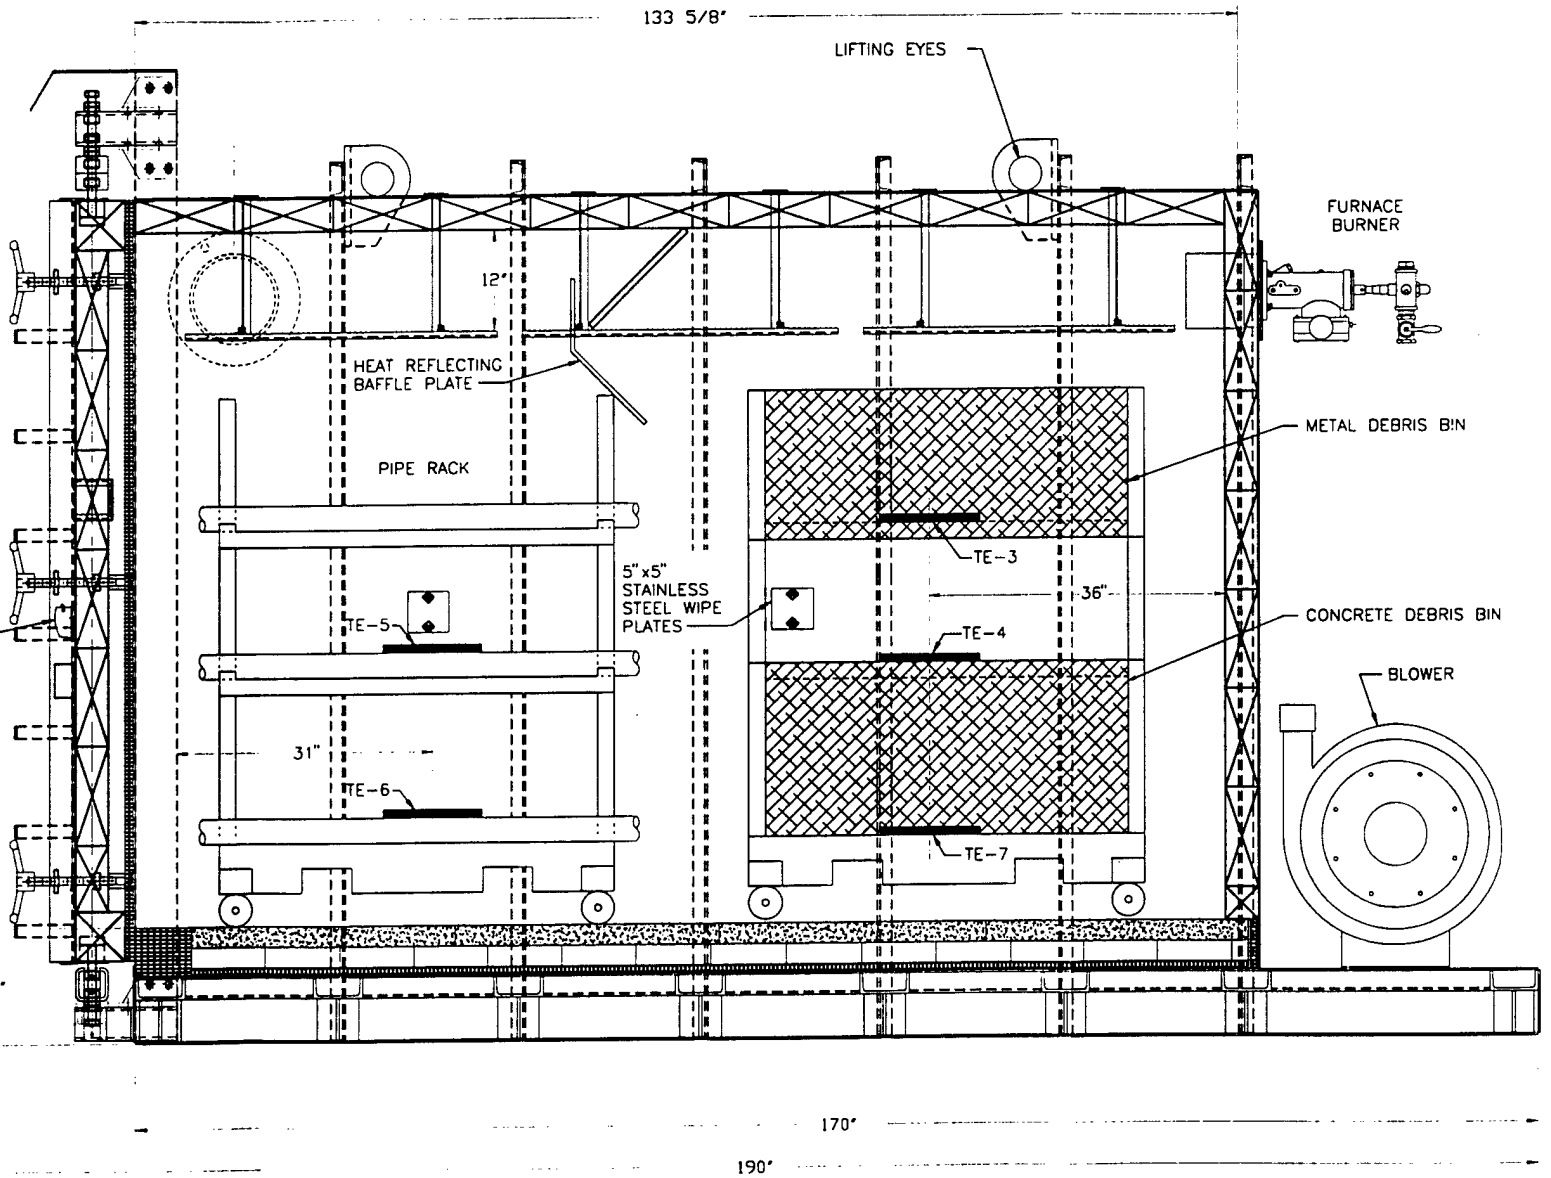 133 5/8"
LIFTING EYES
FURNACE
BURNER
12"
HEAT REFLECTING
BAFFLE PLATE
METAL DEBRIS BIN
PIPE RACK
TE-3
5"x5"
STAINLESS
STEEL WIPE
PLATES
36"
TE-5
TE-4
CONCRETE DEBRIS BIN
BLOWER
31"
TE-6
TE-7
170"
190"